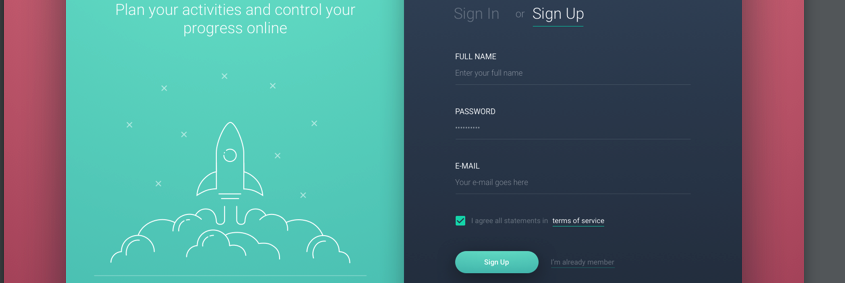 Plan your activities and control your
progress online
Sign In or Sign Up
FULL NAME
Enter your full name
PASSWORD
**********
E-MAIL
Your e-mail goes here
I agree all statements in terms of service
Sign Up
I'm already member